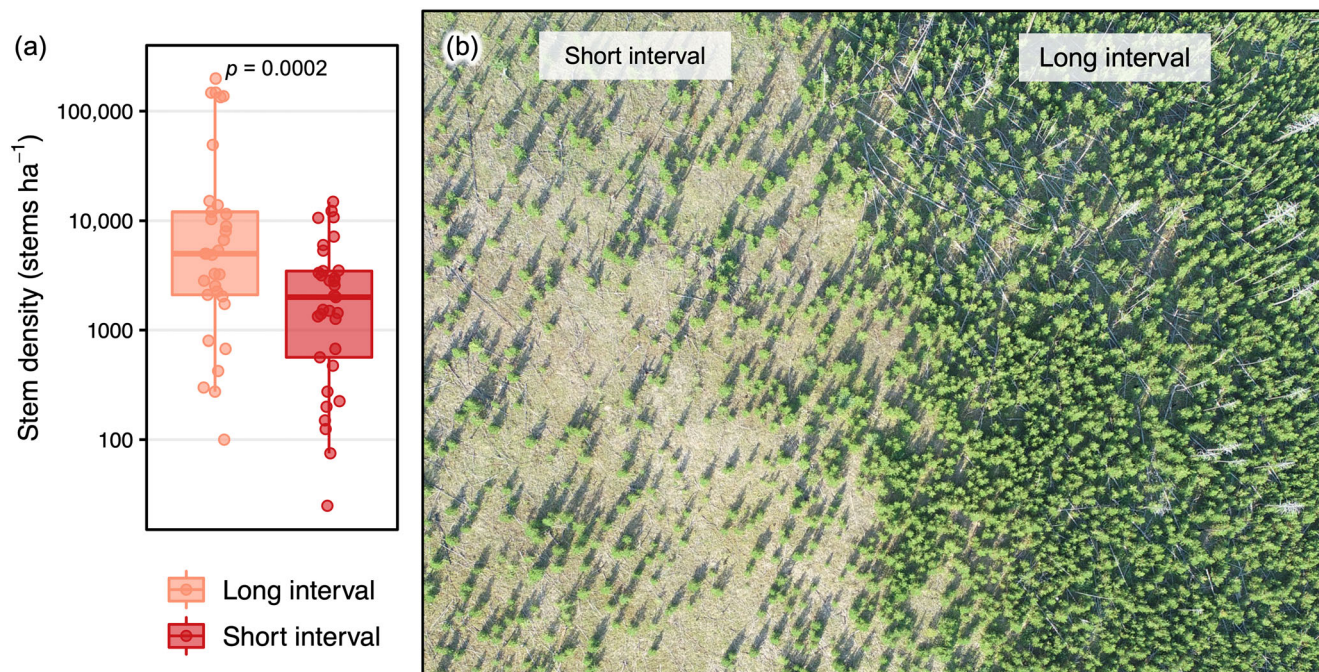 (a)
p = 0.0002
100,000
10,000
1000
100
Stem density (stems ha⁻¹)
Long interval
Short interval
(b)
Short interval
Long interval